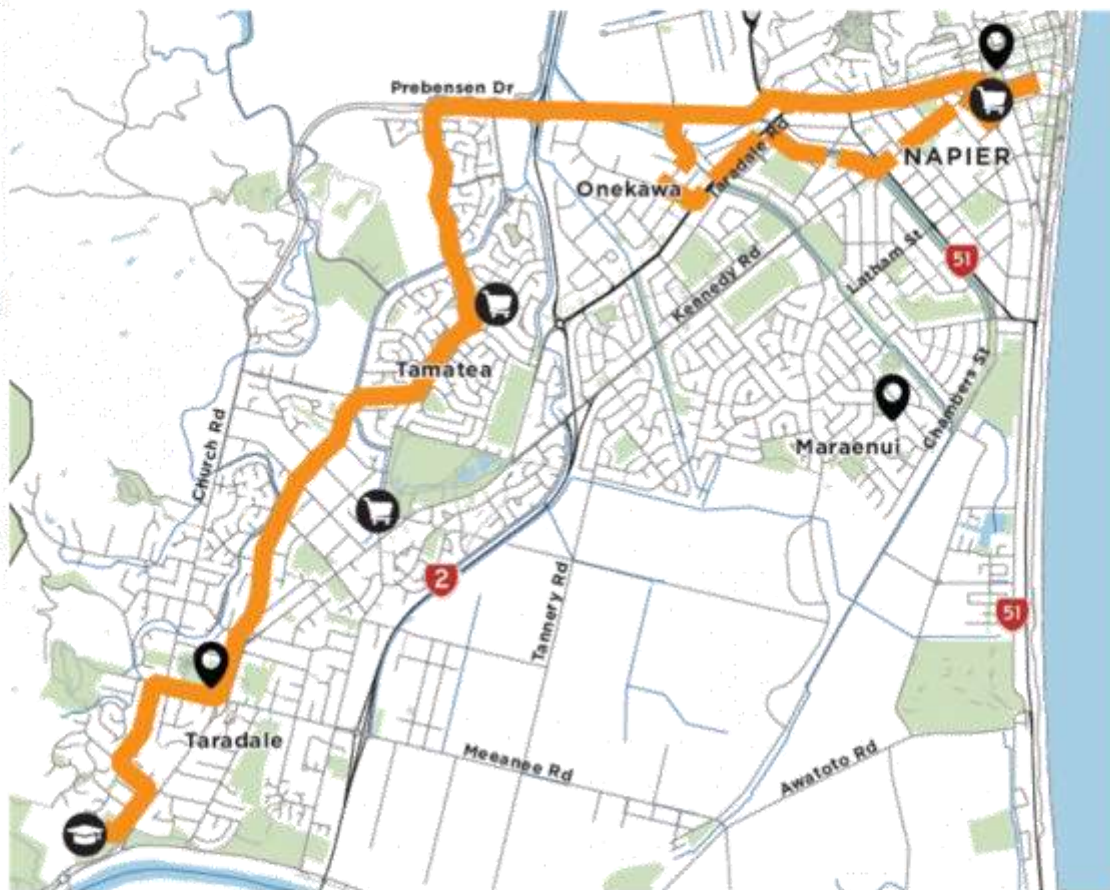 Prebensen Dr
NAPIER
Taradale Rd
Onekawa
51
Latham St
Kennedy Rd
Tamatea
Chambers St
Maraenui
Church Rd
2
Tannery Rd
51
Taradale
Meeanee Rd
Awatoto Rd